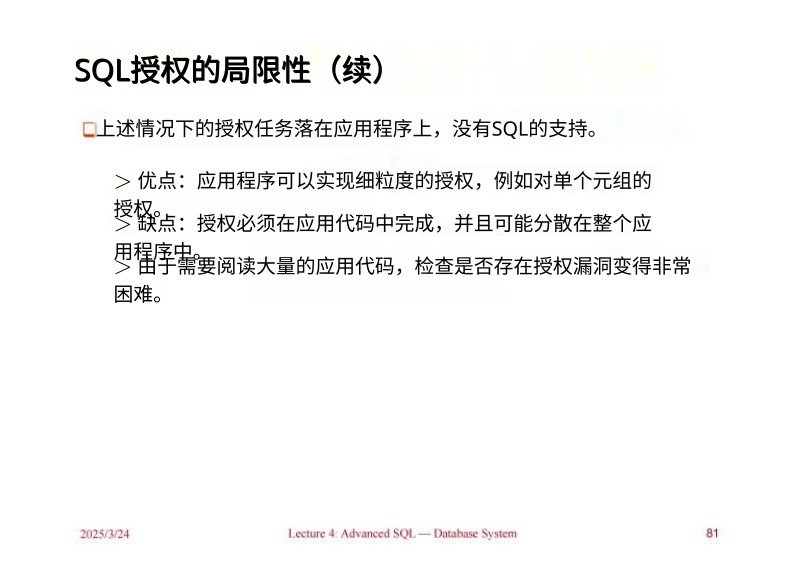 SQL授权的局限性（续）
❑上述情况下的授权任务落在应用程序上，没有SQL的支持。
> 优点：应用程序可以实现细粒度的授权，例如对单个元组的
授权。
> 缺点：授权必须在应用代码中完成，并且可能分散在整个应
用程序中。
> 由于需要阅读大量的应用代码，检查是否存在授权漏洞变得非常
困难。
2025/3/24
Lecture 4: Advanced SQL — Database System
81